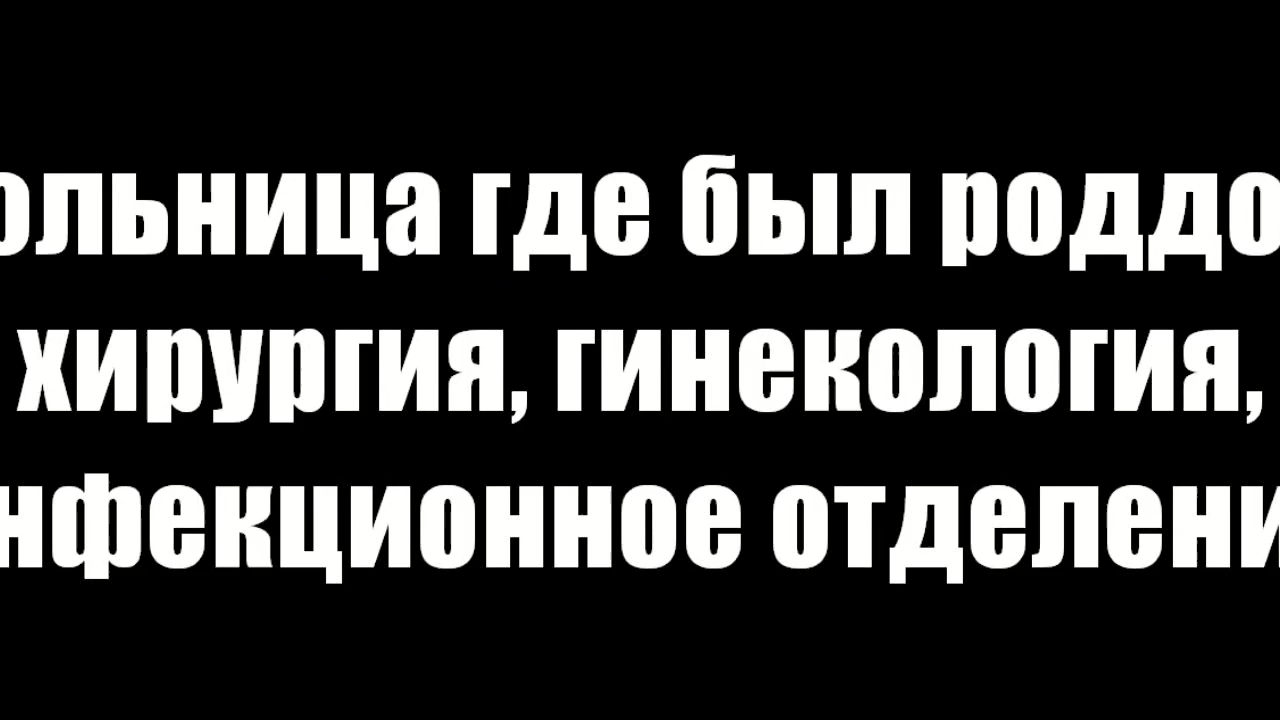 ольница где был роддо
хирургия, гинекология,
нфекционное отделени